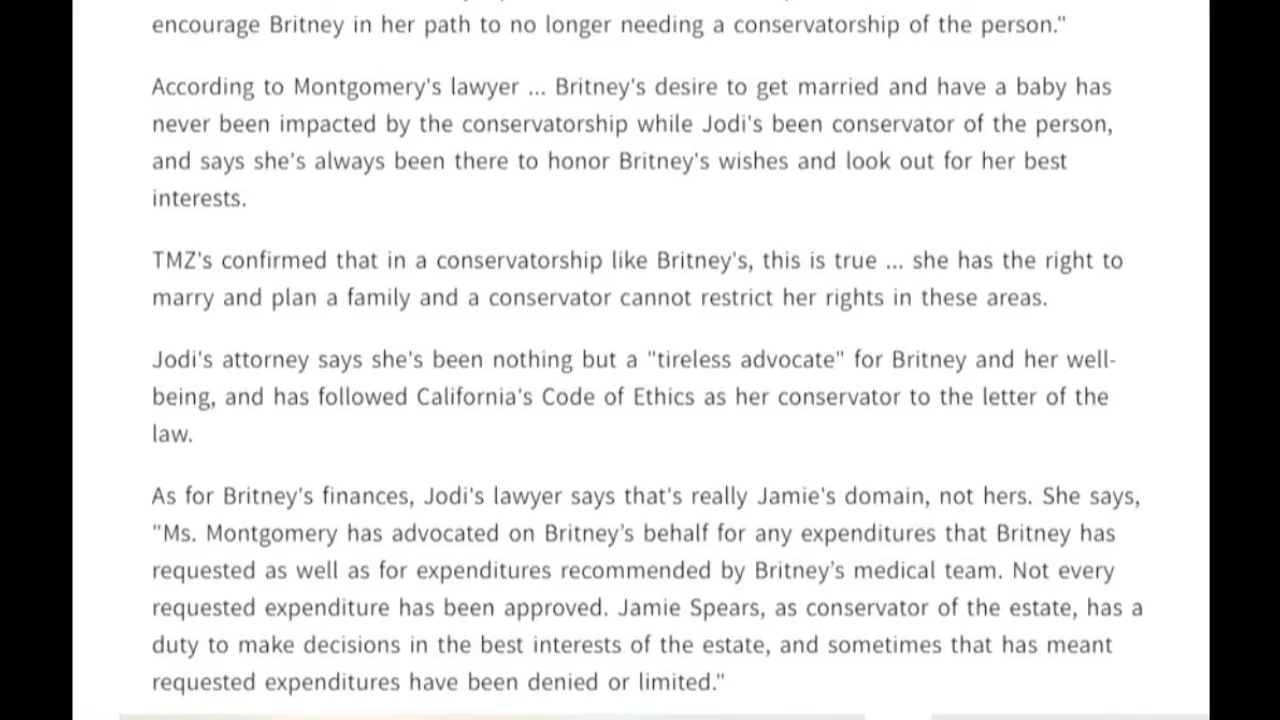 encourage Britney in her path to no longer needing a conservatorship of the person."
According to Montgomery's lawyer ... Britney's desire to get married and have a baby has
never been impacted by the conservatorship while Jodi's been conservator of the person,
and says she's always been there to honor Britney's wishes and look out for her best
interests.
TMZ's confirmed that in a conservatorship like Britney's, this is true ... she has the right to
marry and plan a family and a conservator cannot restrict her rights in these areas.
Jodi's attorney says she's been nothing but a "tireless advocate" for Britney and her well-
being, and has followed California's Code of Ethics as her conservator to the letter of the
law.
As for Britney's finances, Jodi's lawyer says that's really Jamie's domain, not hers. She says,
"Ms. Montgomery has advocated on Britney’s behalf for any expenditures that Britney has
requested as well as for expenditures recommended by Britney’s medical team. Not every
requested expenditure has been approved. Jamie Spears, as conservator of the estate, has a
duty to make decisions in the best interests of the estate, and sometimes that has meant
requested expenditures have been denied or limited."